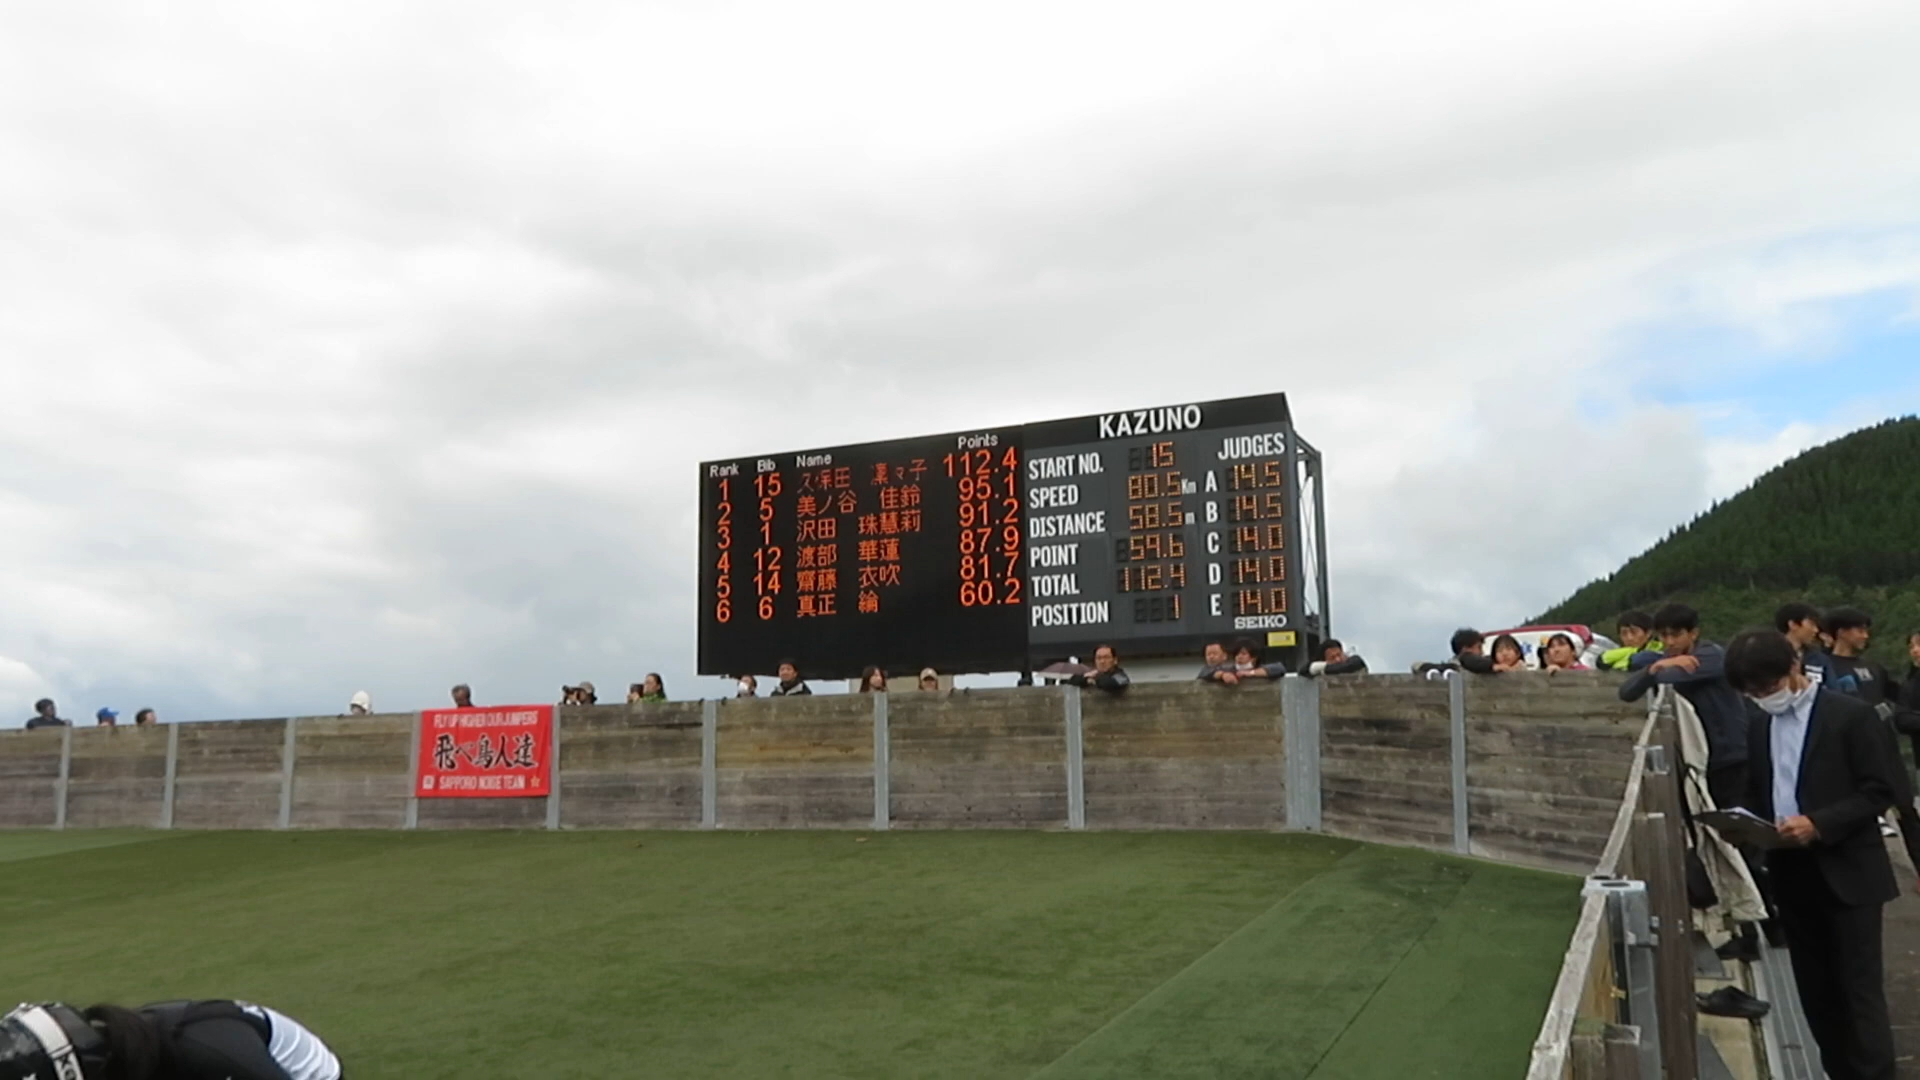 Rank Bib Name Points
1 15 久保田 凜々子 112.4
2 5 美ノ谷 佳鈴 95.1
3 1 沢田 珠慧莉 91.2
4 12 渡部 華蓮 87.9
5 14 齋藤 衣吹 81.7
6 6 真正 綸 60.2
KAZUNO
JUDGES
START NO. 15 A 14.5
SPEED 80.5 Km B 14.5
DISTANCE 58.5 m C 14.0
POINT 59.6 D 14.0
TOTAL 112.4 E 14.0
POSITION 1
SEIKO
FLY UP HIGHER OUR JUMPERS
飛べ鳥人達
SAPPORO NOISE TEAM